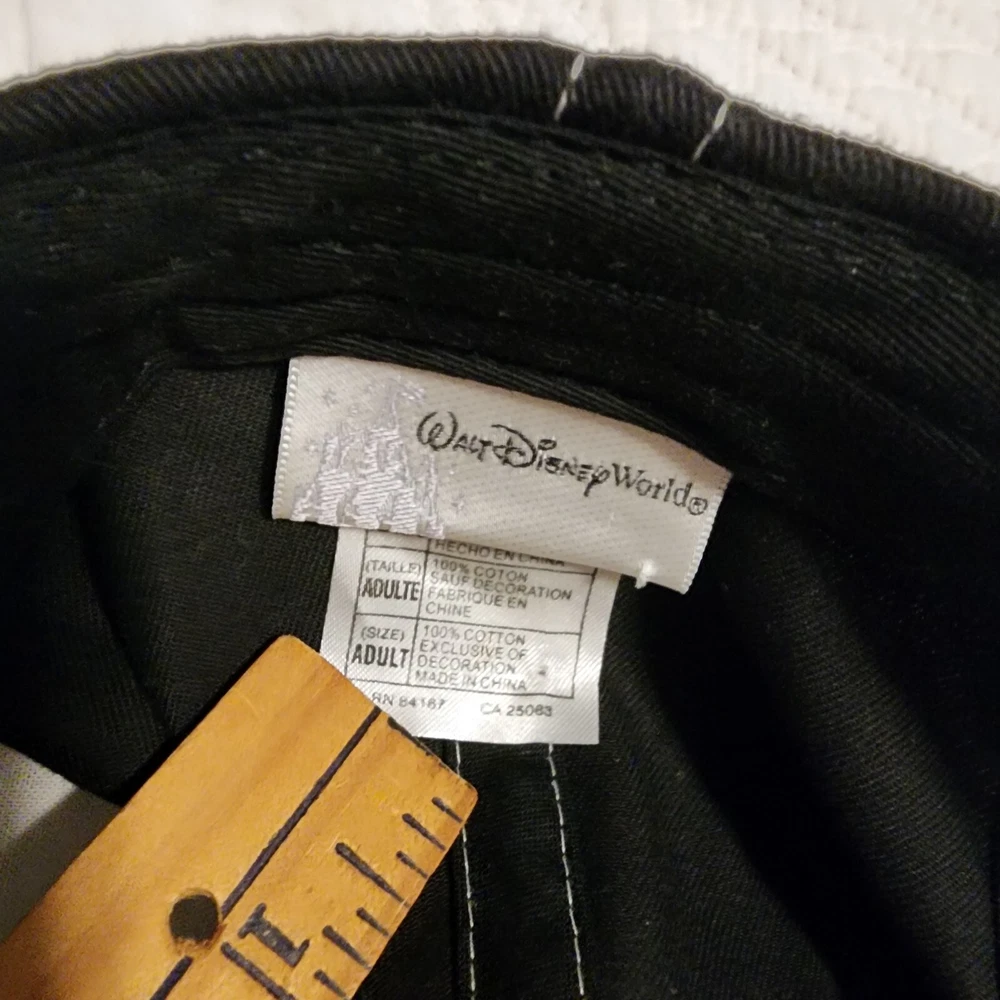 WALT DISNEY World®
HECHO EN CHINA
(TAILLE)
ADULTE
100% COTON
SAUF DECORATION
FABRIQUE EN
CHINE
(SIZE)
ADULT
100% COTTON
EXCLUSIVE OF
DECORATION
MADE IN CHINA
RN 84167 CA 25063
1